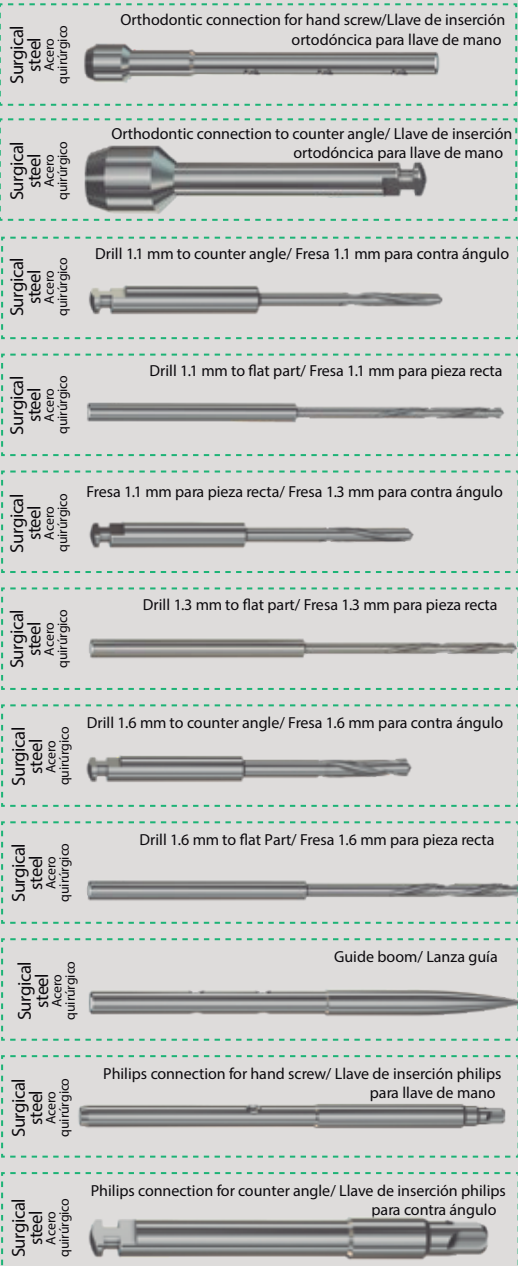 Surgical
steel
Acero
quirúrgico
Orthodontic connection for hand screw/Llave de inserción
ortodóncica para llave de mano
Surgical
steel
Acero
quirúrgico
Orthodontic connection to counter angle/ Llave de inserción
ortodóncica para llave de mano
Surgical
steel
Acero
quirúrgico
Drill 1.1 mm to counter angle/ Fresa 1.1 mm para contra ángulo
Surgical
steel
Acero
quirúrgico
Drill 1.1 mm to flat part/ Fresa 1.1 mm para pieza recta
Surgical
steel
Acero
quirúrgico
Fresa 1.1 mm para pieza recta/ Fresa 1.3 mm para contra ángulo
Surgical
steel
Acero
quirúrgico
Drill 1.3 mm to flat part/ Fresa 1.3 mm para pieza recta
Surgical
steel
Acero
quirúrgico
Drill 1.6 mm to counter angle/ Fresa 1.6 mm para contra ángulo
Surgical
steel
Acero
quirúrgico
Drill 1.6 mm to flat Part/ Fresa 1.6 mm para pieza recta
Surgical
steel
Acero
quirúrgico
Guide boom/ Lanza guía
Surgical
steel
Acero
quirúrgico
Philips connection for hand screw/ Llave de inserción philips
para llave de mano
Surgical
steel
Acero
quirúrgico
Philips connection for counter angle/ Llave de inserción philips
para contra ángulo